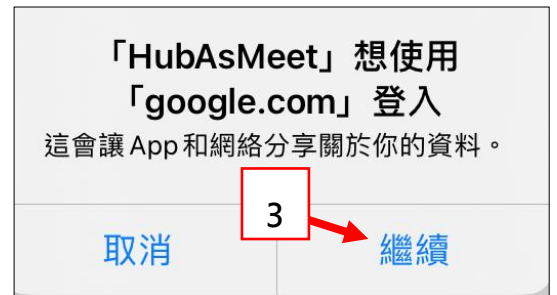 「HubAsMeet」想使用
「google.com」登入
這會讓 App 和網絡分享關於你的資料。
3
取消 繼續